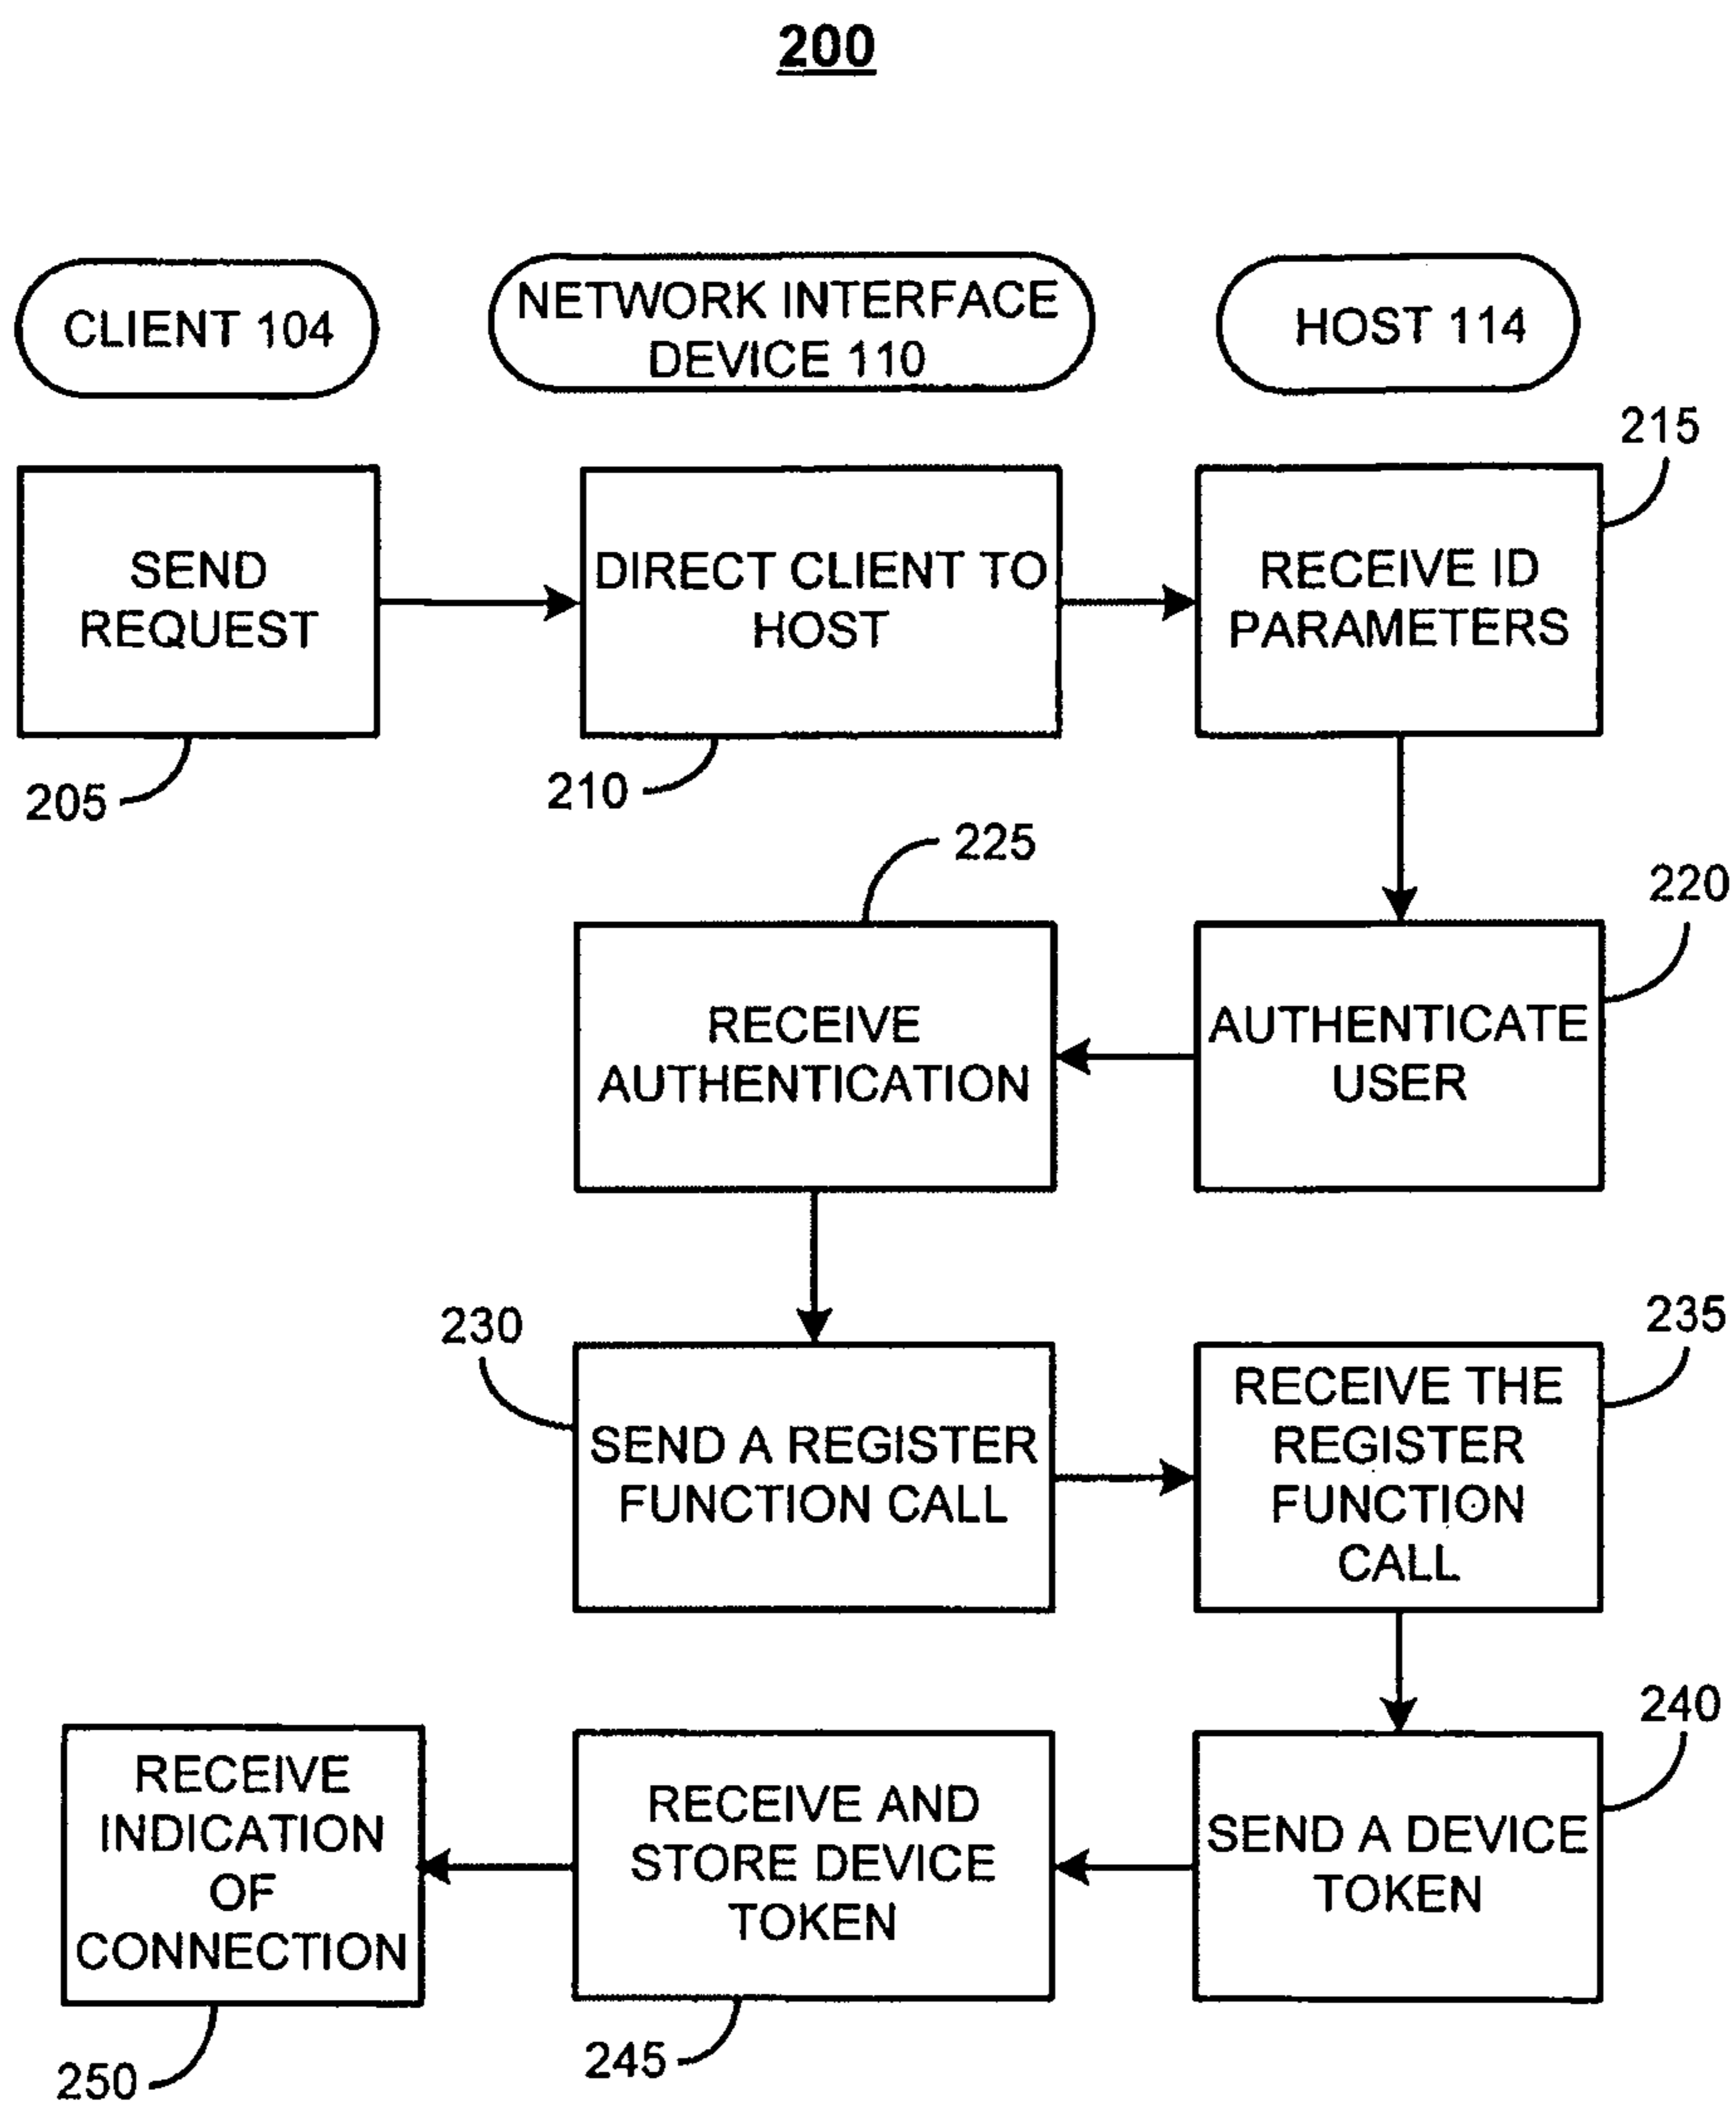 200
CLIENT 104
NETWORK INTERFACE
DEVICE 110
HOST 114
215
SEND
REQUEST
DIRECT CLIENT TO
HOST
RECEIVE ID
PARAMETERS
205
210
225
220
RECEIVE
AUTHENTICATION
AUTHENTICATE
USER
230
235
SEND A REGISTER
FUNCTION CALL
RECEIVE THE
REGISTER
FUNCTION
CALL
240
RECEIVE
INDICATION
OF
CONNECTION
RECEIVE AND
STORE DEVICE
TOKEN
SEND A DEVICE
TOKEN
250
245